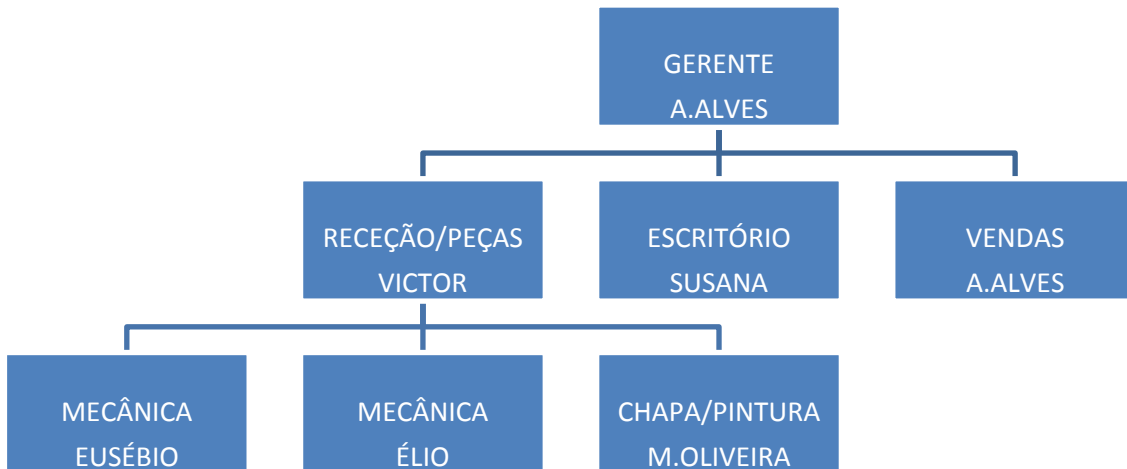 GERENTE
A.ALVES
RECEÇÃO/PEÇAS
VICTOR
ESCRITÓRIO
SUSANA
VENDAS
A.ALVES
MECÂNICA
EUSÉBIO
MECÂNICA
ÉLIO
CHAPA/PINTURA
M.OLIVEIRA